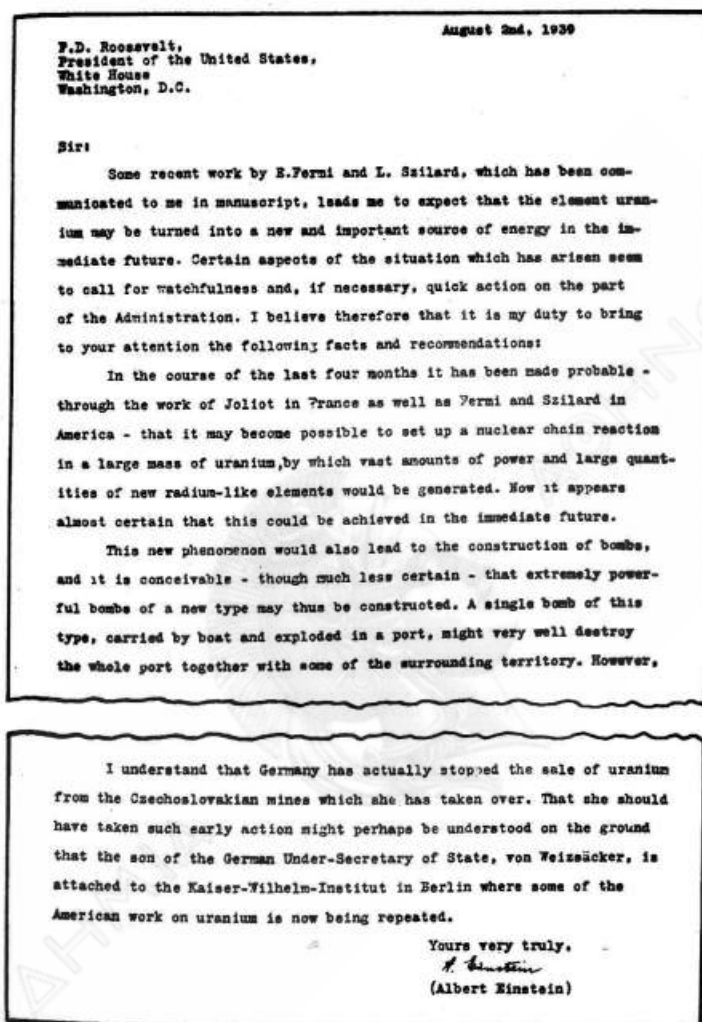 August 2nd, 1939
F.D. Roosevelt,
President of the United States,
White House
Washington, D.C.
Sir:
Some recent work by E.Fermi and L. Szilard, which has been com-
municated to me in manuscript, leads me to expect that the element uran-
ium may be turned into a new and important source of energy in the im-
mediate future. Certain aspects of the situation which has arisen seem
to call for watchfulness and, if necessary, quick action on the part
of the Administration. I believe therefore that it is my duty to bring
to your attention the following facts and recommendations:
In the course of the last four months it has been made probable -
through the work of Joliot in France as well as Fermi and Szilard in
America - that it may become possible to set up a nuclear chain reaction
in a large mass of uranium,by which vast amounts of power and large quant-
ities of new radium-like elements would be generated. Now it appears
almost certain that this could be achieved in the immediate future.
This new phenomenon would also lead to the construction of bombs,
and it is conceivable - though much less certain - that extremely power-
ful bombs of a new type may thus be constructed. A single bomb of this
type, carried by boat and exploded in a port, might very well destroy
the whole port together with some of the surrounding territory. However,
I understand that Germany has actually stopped the sale of uranium
from the Czechoslovakian mines which she has taken over. That she should
have taken such early action might perhaps be understood on the ground
that the son of the German Under-Secretary of State, von Weizsäcker, is
attached to the Kaiser-Wilhelm-Institut in Berlin where some of the
American work on uranium is now being repeated.
Yours very truly,
A. Einstein
(Albert Einstein)